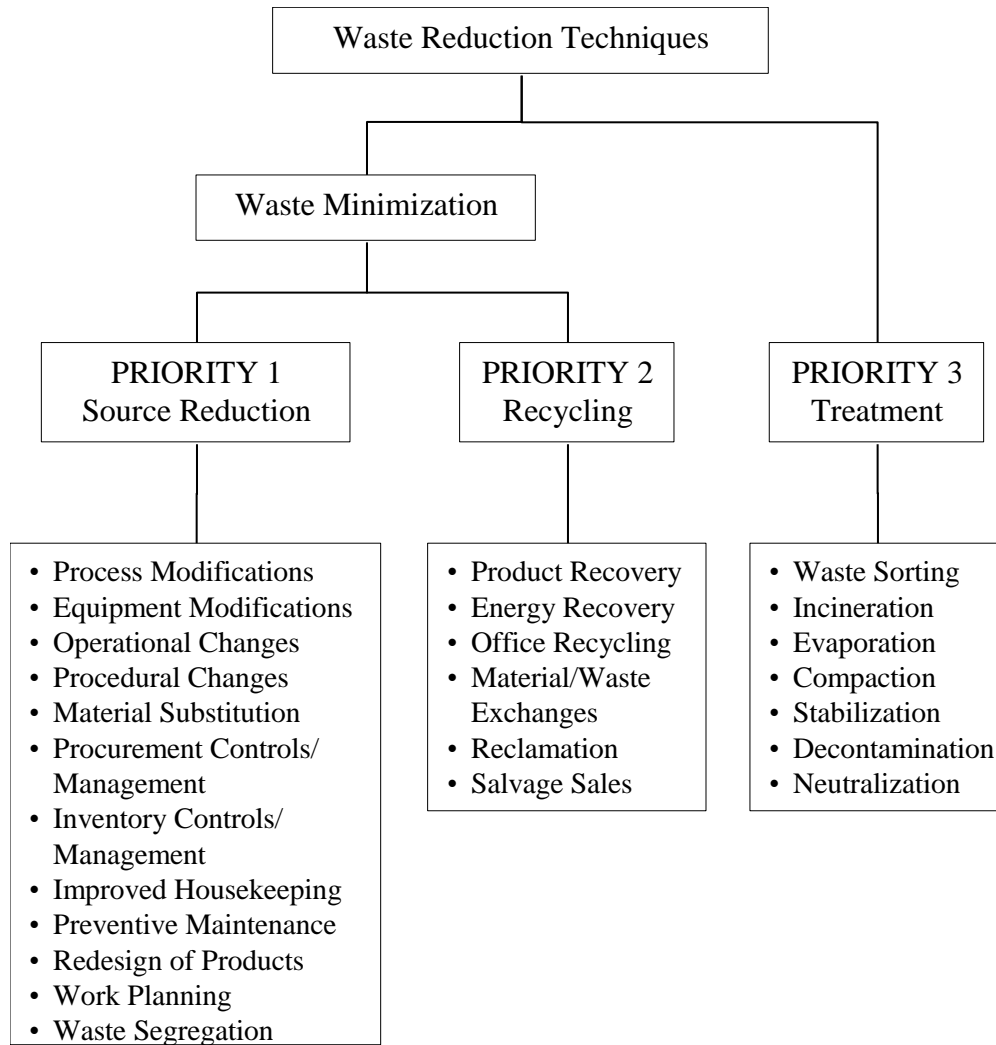 Waste Reduction Techniques
Waste Minimization
PRIORITY 1
Source Reduction
PRIORITY 2
Recycling
PRIORITY 3
Treatment
• Process Modifications
• Equipment Modifications
• Operational Changes
• Procedural Changes
• Material Substitution
• Procurement Controls/
Management
• Inventory Controls/
Management
• Improved Housekeeping
• Preventive Maintenance
• Redesign of Products
• Work Planning
• Waste Segregation
• Product Recovery
• Energy Recovery
• Office Recycling
• Material/Waste
Exchanges
• Reclamation
• Salvage Sales
• Waste Sorting
• Incineration
• Evaporation
• Compaction
• Stabilization
• Decontamination
• Neutralization